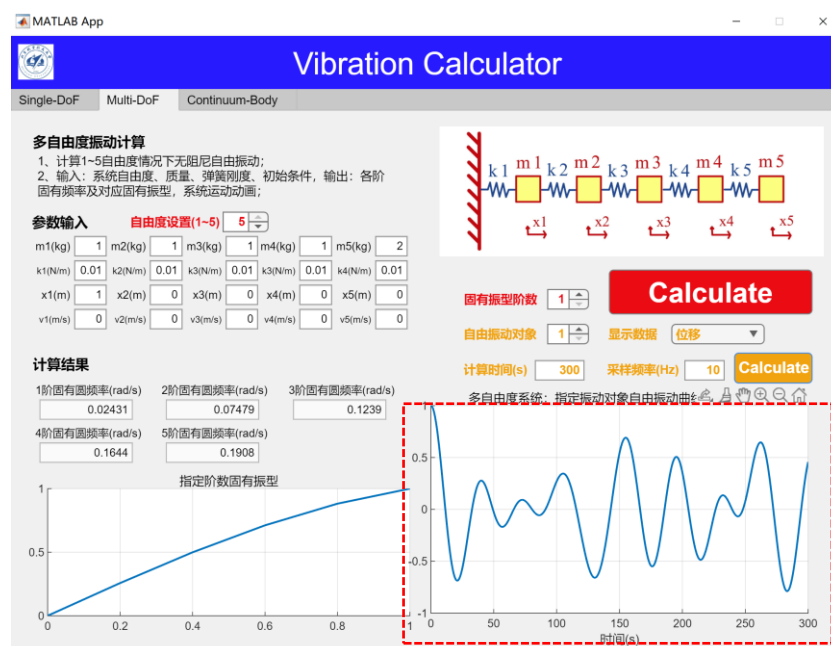 MATLAB App
Vibration Calculator
Single-DoF Multi-DoF Continuum-Body
多自由度振动计算
1、计算1~5自由度情况下无阻尼自由振动；
2、输入：系统自由度、质量、弹簧刚度、初始条件，输出：各阶
固有频率及对应固有振型，系统运动动画；
参数输入 自由度设置(1~5) 5
m1(kg) 1 m2(kg) 1 m3(kg) 1 m4(kg) 1 m5(kg) 2
k1(N/m) 0.01 k2(N/m) 0.01 k3(N/m) 0.01 k3(N/m) 0.01 k4(N/m) 0.01
x1(m) 1 x2(m) 0 x3(m) 0 x4(m) 0 x5(m) 0
v1(m/s) 0 v2(m/s) 0 v3(m/s) 0 v4(m/s) 0 v5(m/s) 0
k 1 m 1 k 2 m 2 k 3 m 3 k 4 m 4 k 5 m 5
x1 x2 x3 x4 x5
固有振型阶数 1 Calculate
自由振动对象 1 显示数据 位移
计算时间(s) 300 采样频率(Hz) 10 Calculate
计算结果
1阶固有圆频率(rad/s) 2阶固有圆频率(rad/s) 3阶固有圆频率(rad/s)
0.02431 0.07479 0.1239
4阶固有圆频率(rad/s) 5阶固有圆频率(rad/s)
0.1644 0.1908
指定阶数固有振型
1
0.5
0
0 0.2 0.4 0.6 0.8 1
多自由度系统：指定振动对象自由振动曲
1
0.5
0
-0.5
-1
0 50 100 150 200 250 300
时间(s)